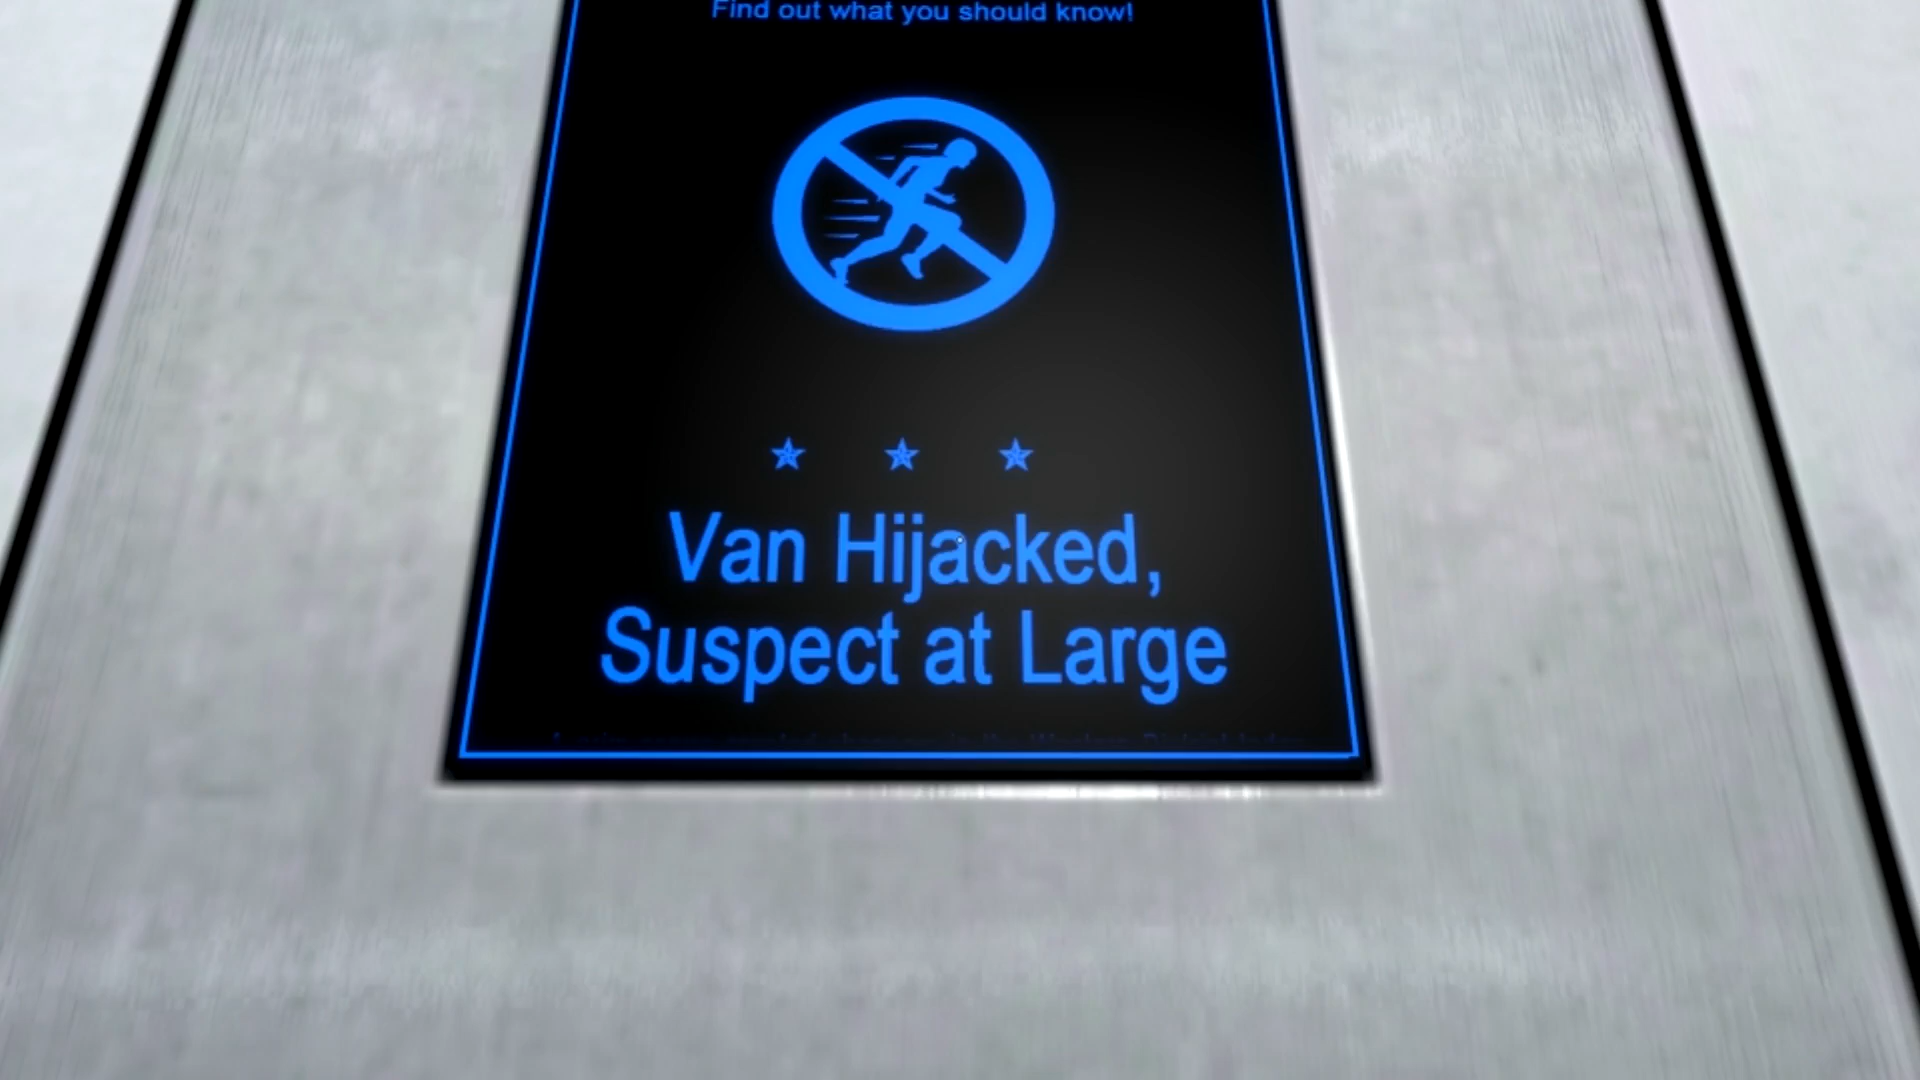 Find out what you should know!
Van Hijacked,
Suspect at Large